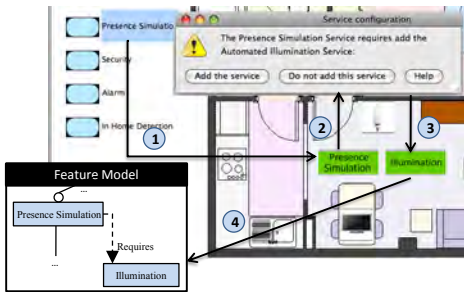 Service configuration
Presence Simulatio
The Presence Simulation Service requires add the
Automated Illumination Service:
Add the service
Do not add this service
Help
Security
Alarm
In Home Detection
1
2
3
Presence
Simulation
Illumination
4
Feature Model
...
Presence Simulation
Requires
...
Illumination